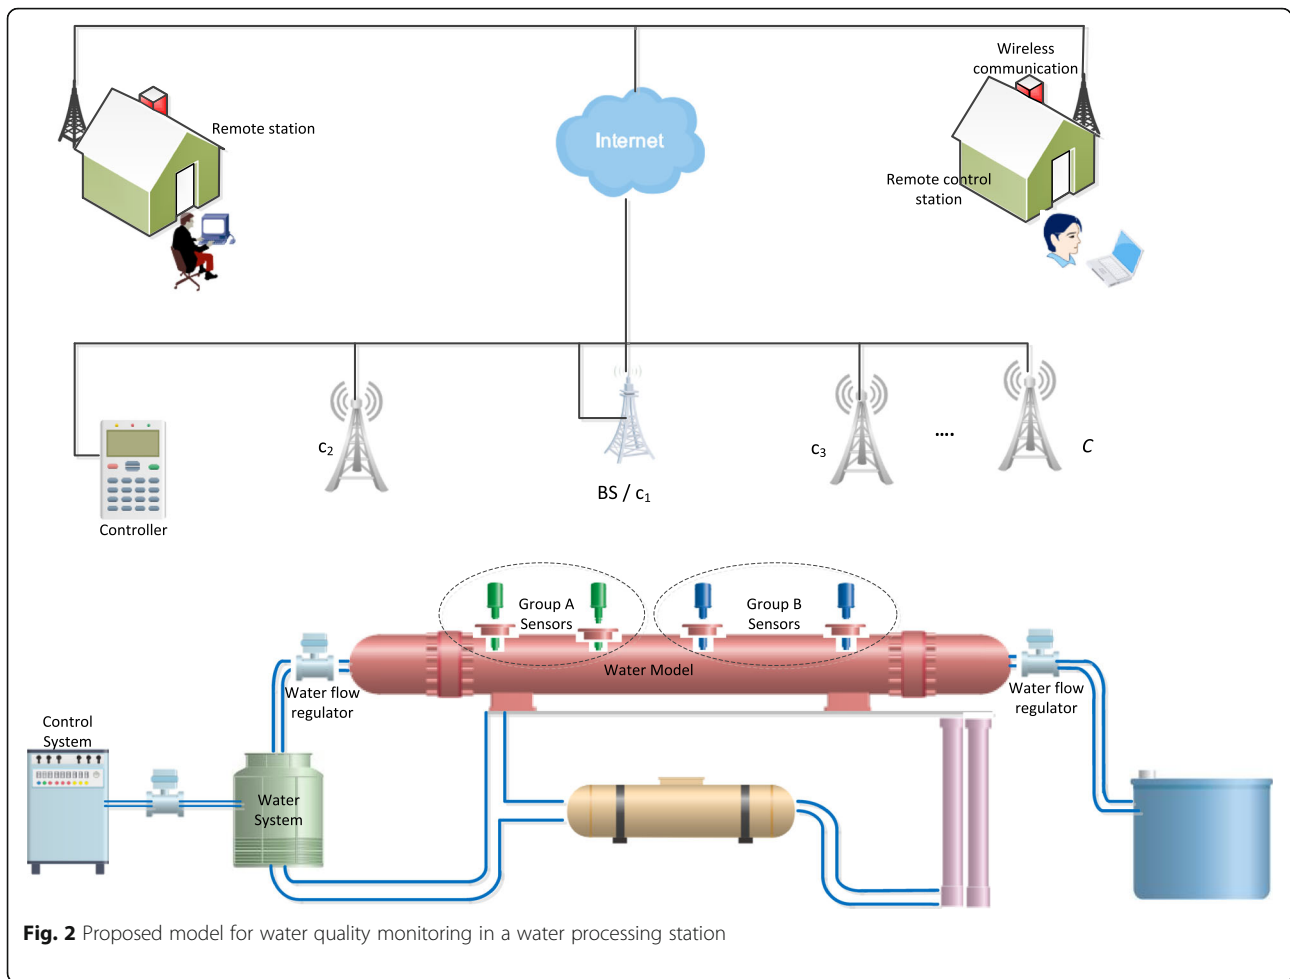 Wireless
communication
Remote station
Internet
Remote control
station
c2
c3
....
C
BS / c1
Controller
Group A
Sensors
Group B
Sensors
Water Model
Water flow
regulator
Water flow
regulator
Control
System
Water
System
Fig. 2 Proposed model for water quality monitoring in a water processing station